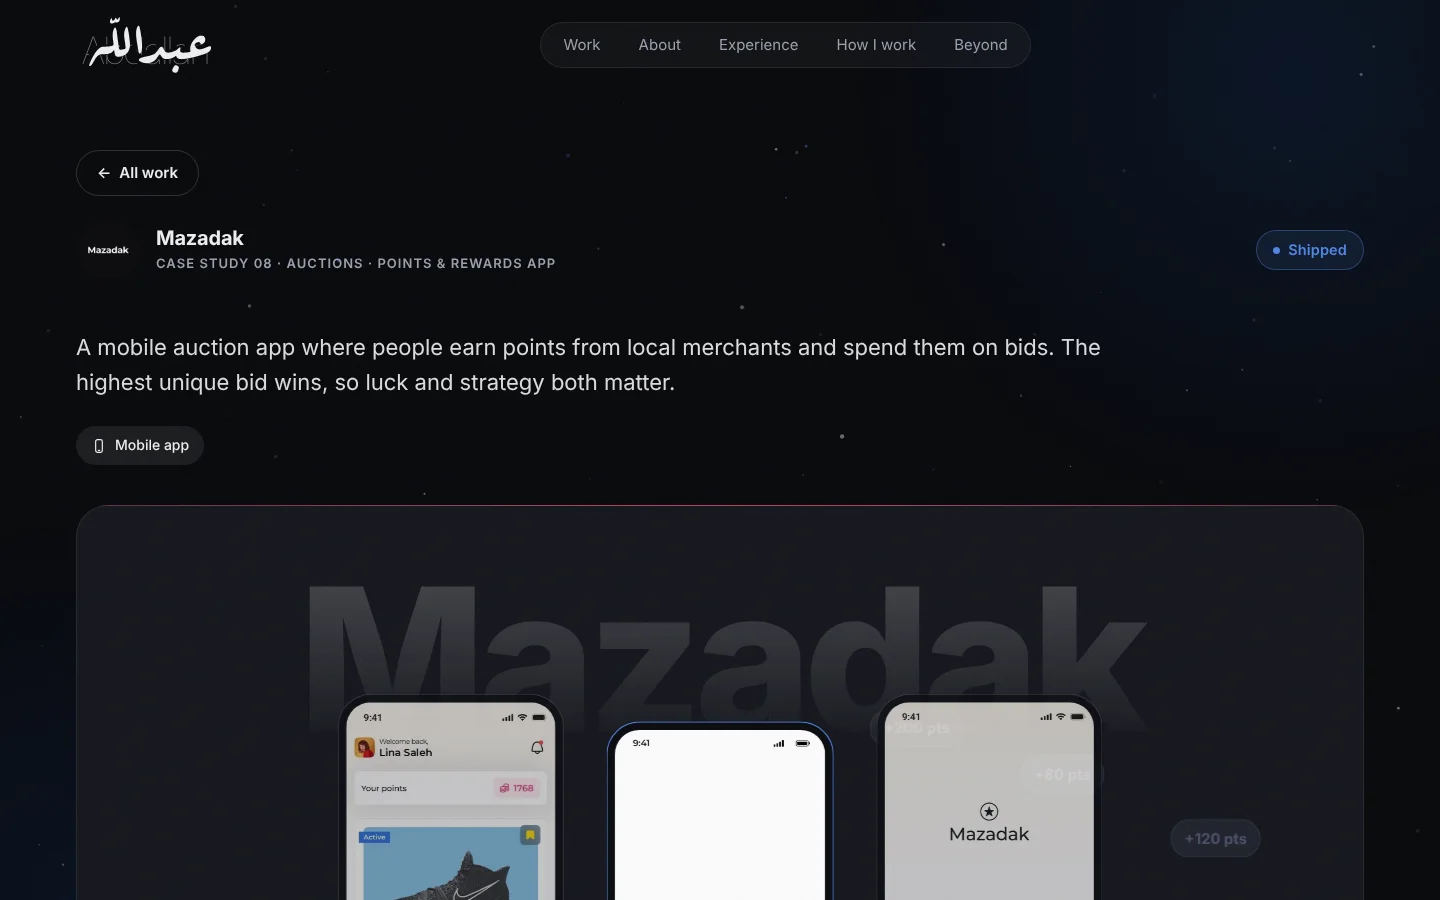 عبدالله
Abdallah
Work
About
Experience
How I work
Beyond
← All work
Mazadak
Mazadak
CASE STUDY 08 · AUCTIONS · POINTS & REWARDS APP
Shipped
A mobile auction app where people earn points from local merchants and spend them on bids. The
highest unique bid wins, so luck and strategy both matter.
Mobile app
Mazadak
9:41
Welcome back,
Lina Saleh
Your points
1768
Active
9:41
9:41
Mazadak
+60 pts
+120 pts